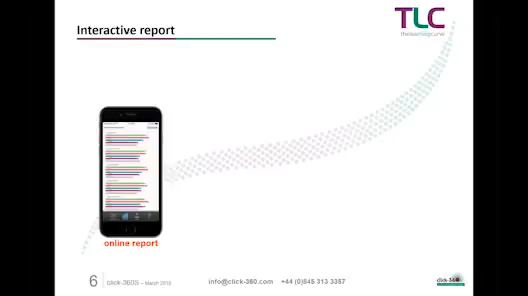 Interactive report
TLC
thelearningcurve
online report
6 click-360S – March 2018 info@click-360.com +44 (0)845 313 3357
click-360